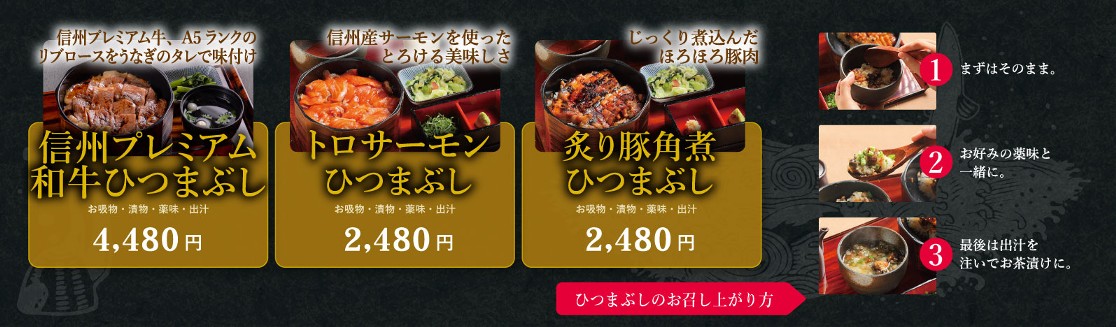 信州プレミアム牛、A5ランクの
リブロースをうなぎのタレで味付け
信州プレミアム
和牛ひつまぶし
お吸物・漬物・薬味・出汁
4,480円
信州産サーモンを使った
とろける美味しさ
トロサーモン
ひつまぶし
お吸物・漬物・薬味・出汁
2,480円
じっくり煮込んだ
ほろほろ豚肉
炙り豚角煮
ひつまぶし
お吸物・漬物・薬味・出汁
2,480円
ひつまぶしのお召し上がり方
1 まずはそのまま。
2 お好みの薬味と
一緒に。
3 最後は出汁を
注いでお茶漬けに。